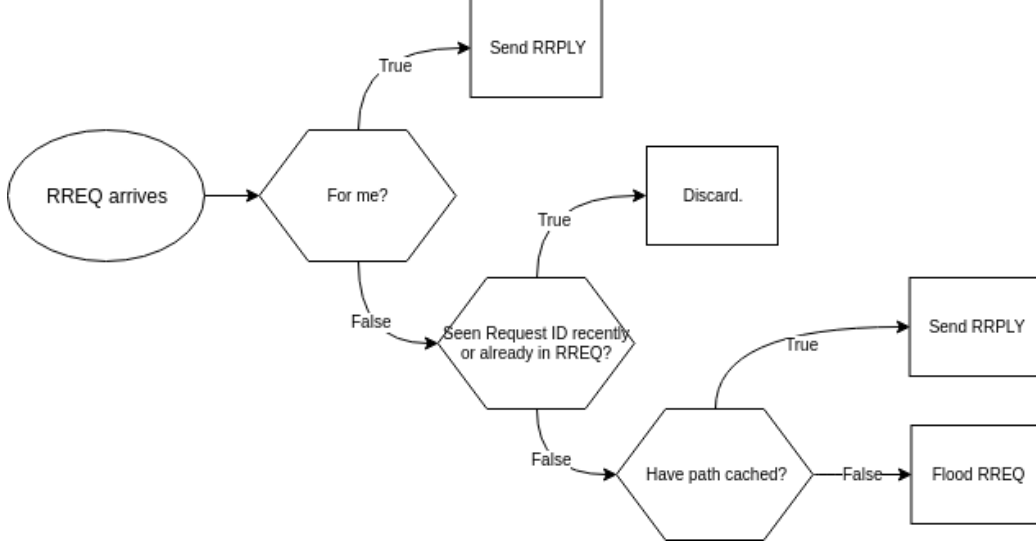 Send RRPLY
True
RREQ arrives
For me?
Discard.
True
False
Seen Request ID recently
or already in RREQ?
Send RRPLY
True
False
Have path cached?
False
Flood RREQ